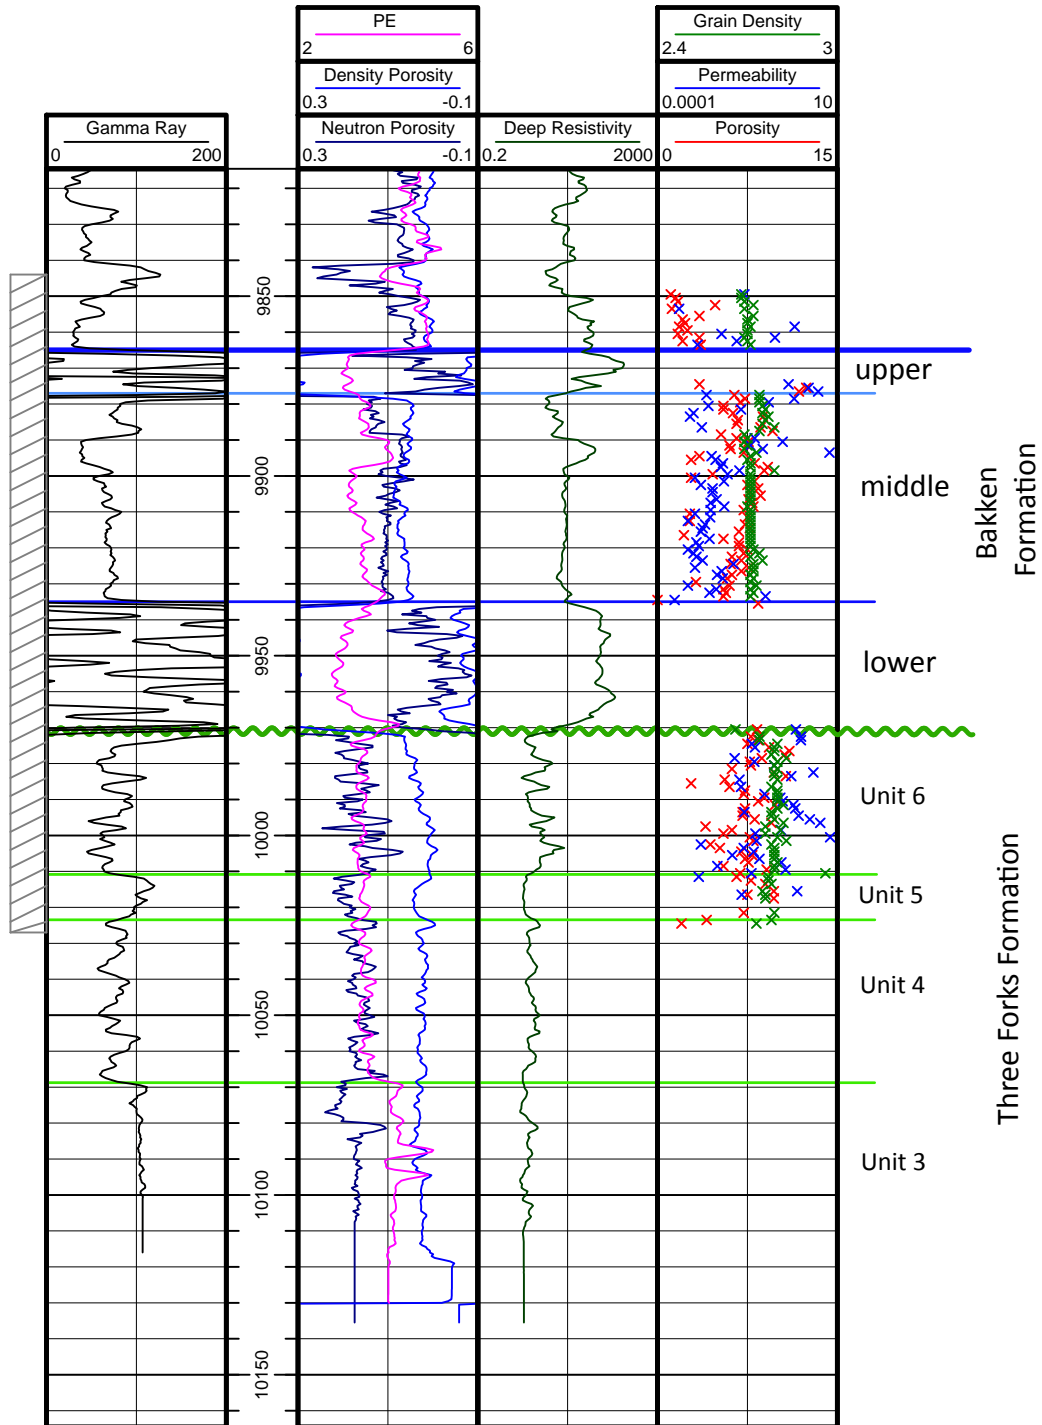 PE
2 6
Density Porosity
0.3 -0.1
Neutron Porosity
0.3 -0.1
Grain Density
2.4 3
Permeability
0.0001 10
Porosity
0 15
Gamma Ray
0 200
Deep Resistivity
0.2 2000
9850
9900
9950
10000
10050
10100
10150
upper
middle
lower
Bakken
Formation
Unit 6
Unit 5
Unit 4
Unit 3
Three Forks Formation